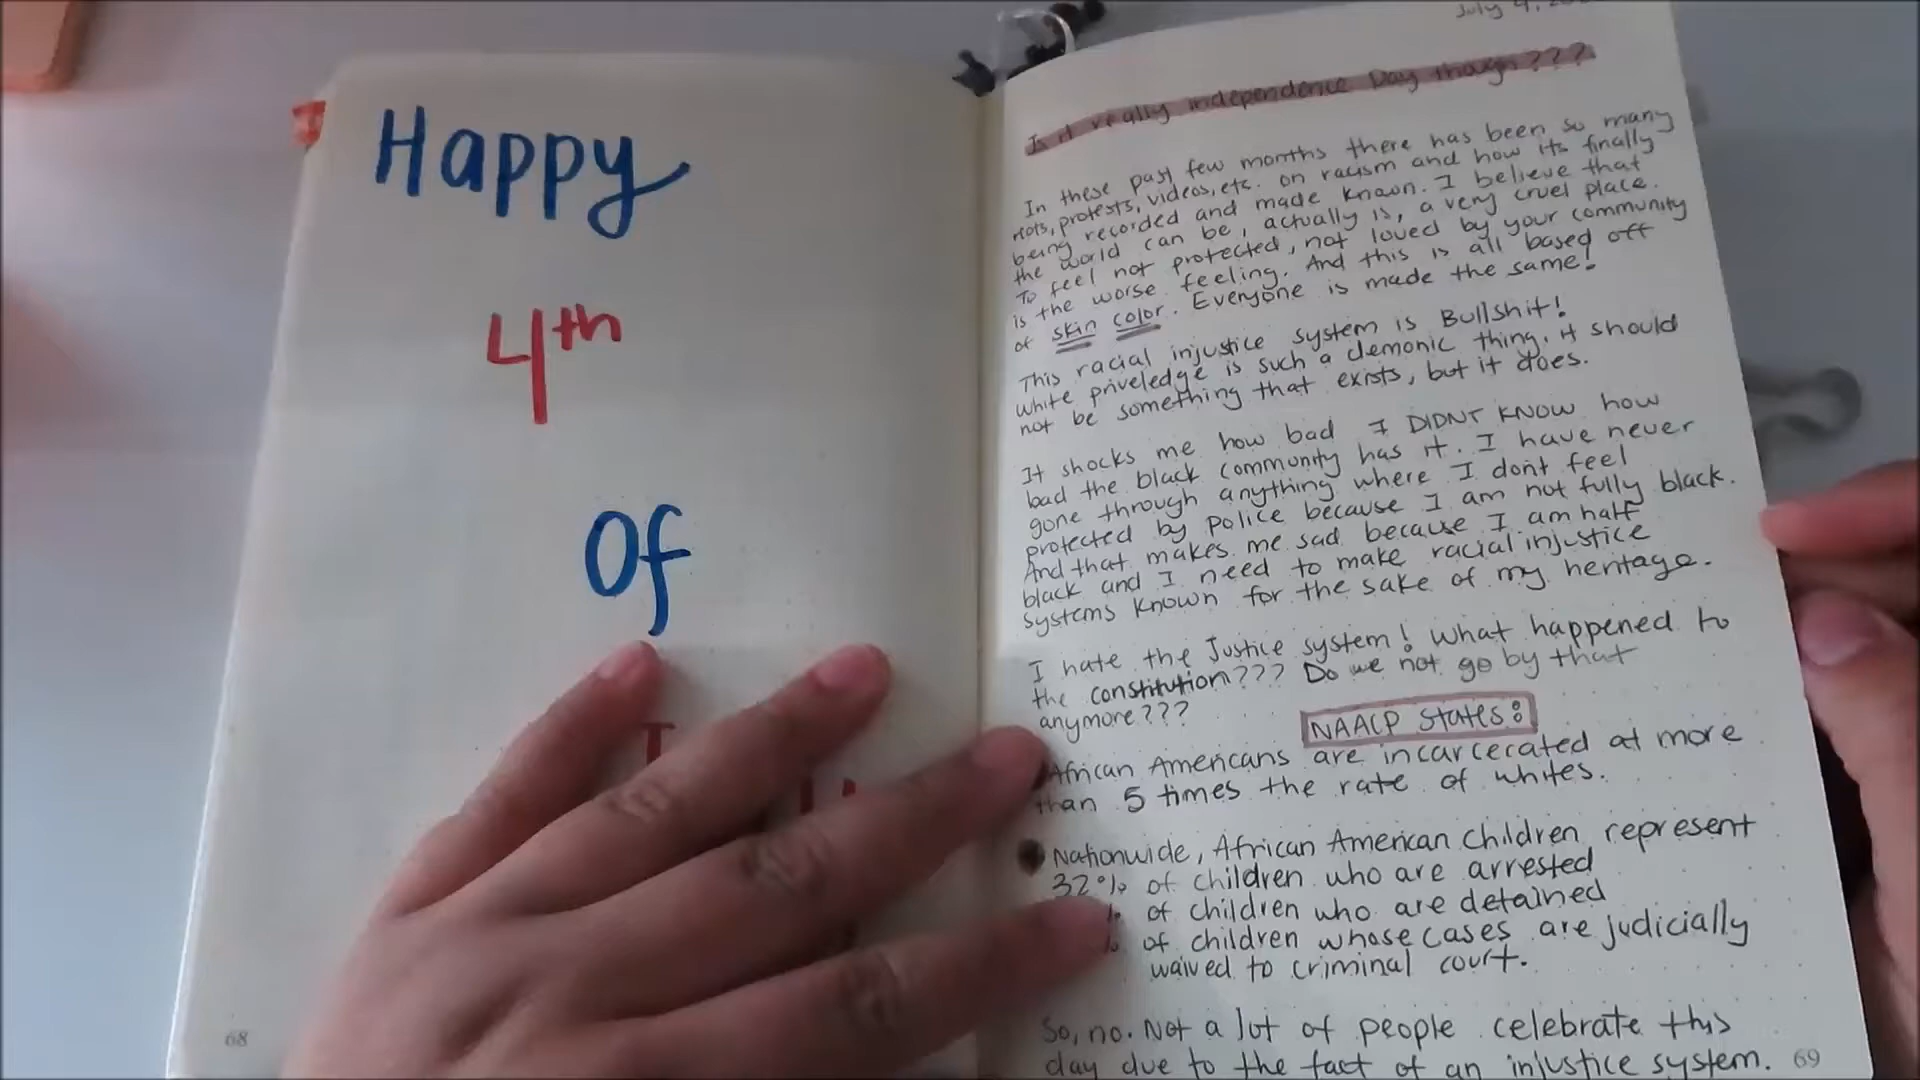 Happy
4th
Of
68
July 4,
Is it really independence Day though???
In these past few months there has been so many
riots, protests, videos, etc. on racism and how its finally
being recorded and made known. I believe that
the world can be, actually is, a very cruel place.
To feel not protected, not loved by your community
is the worse feeling. And this is all based off
of skin color. Everyone is made the same!
This racial injustice system is Bullshit!
white priveledge is such a demonic thing. it should
not be something that exists, but it does.
It shocks me how bad I DIDNT KNOW how
bad the black community has it. I have never
gone through anything where I dont feel
protected by police because I am not fully black.
And that makes me sad because I am half
black and I need to make racial injustice
systems known for the sake of my heritage.
I hate the Justice system! What happened to
the constitution??? Do we not go by that
anymore???
NAACP states:
African Americans are incarcecated at more
than 5 times the rate of whites.
Nationwide, African American children represent
32% of children who are arrested
% of children who are detained
% of children whose cases are judicially
waived to criminal court.
So, no. Not a lot of people celebrate this
day due to the fact of an injustice system.
69